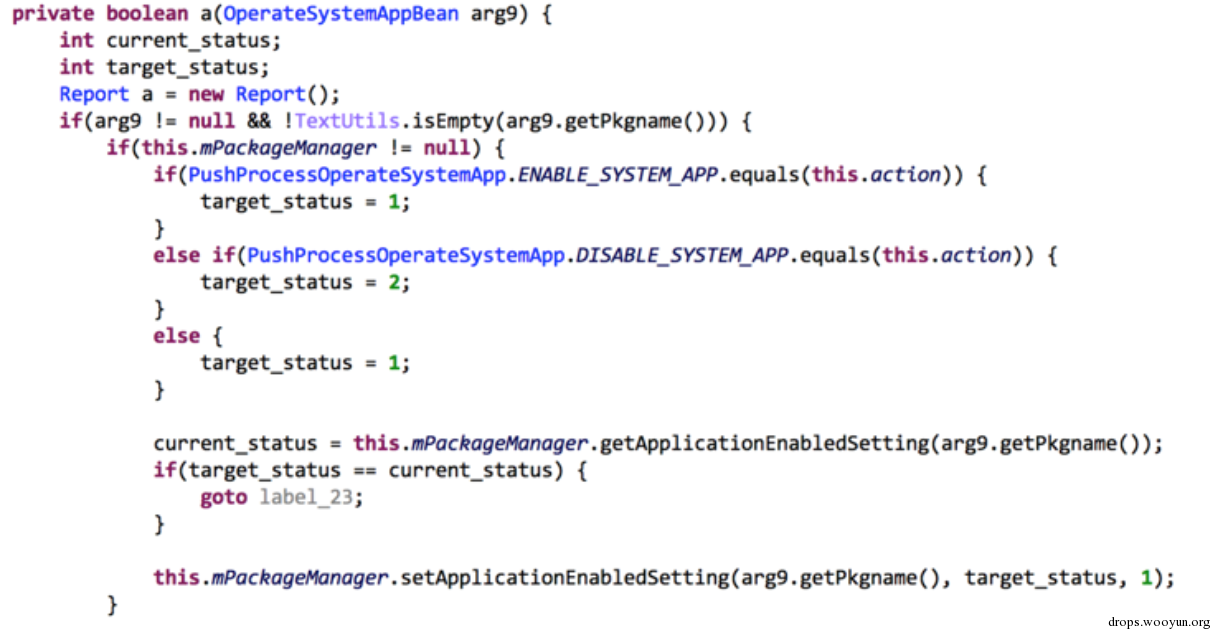 private boolean a(OperateSystemAppBean arg9) {
int current_status;
int target_status;
Report a = new Report();
if(arg9 != null && !TextUtils.isEmpty(arg9.getPkgname())) {
if(this.mPackageManager != null) {
if(PushProcessOperateSystemApp.ENABLE_SYSTEM_APP.equals(this.action)) {
target_status = 1;
}
else if(PushProcessOperateSystemApp.DISABLE_SYSTEM_APP.equals(this.action)) {
target_status = 2;
}
else {
target_status = 1;
}
current_status = this.mPackageManager.getApplicationEnabledSetting(arg9.getPkgname());
if(target_status == current_status) {
goto label_23;
}
this.mPackageManager.setApplicationEnabledSetting(arg9.getPkgname(), target_status, 1);
}
drops.wooyun.org